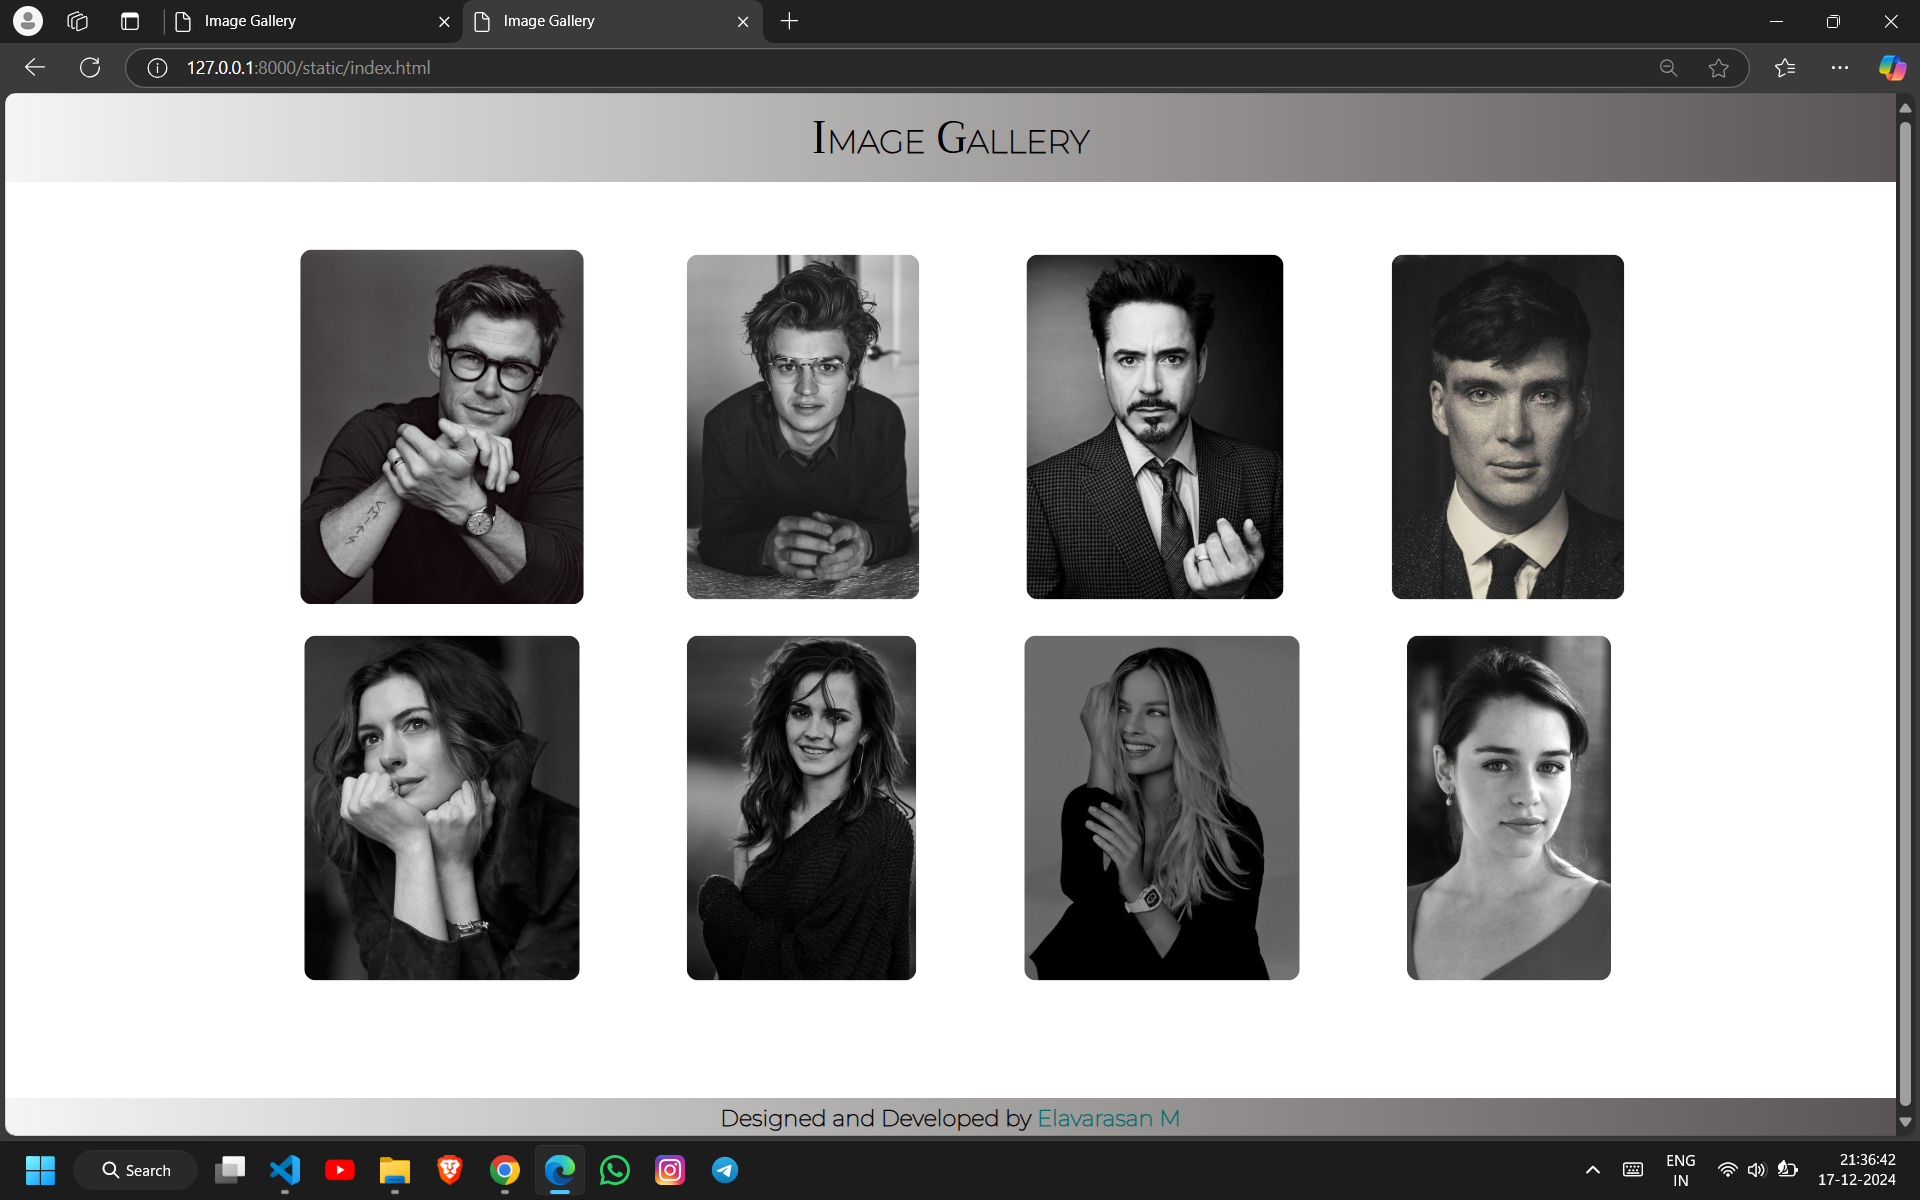 Image Gallery
Image Gallery
127.0.0.1:8000/static/index.html
IMAGE GALLERY
Designed and Developed by Elavarasan M
Search
ENG
IN
21:36:42
17-12-2024